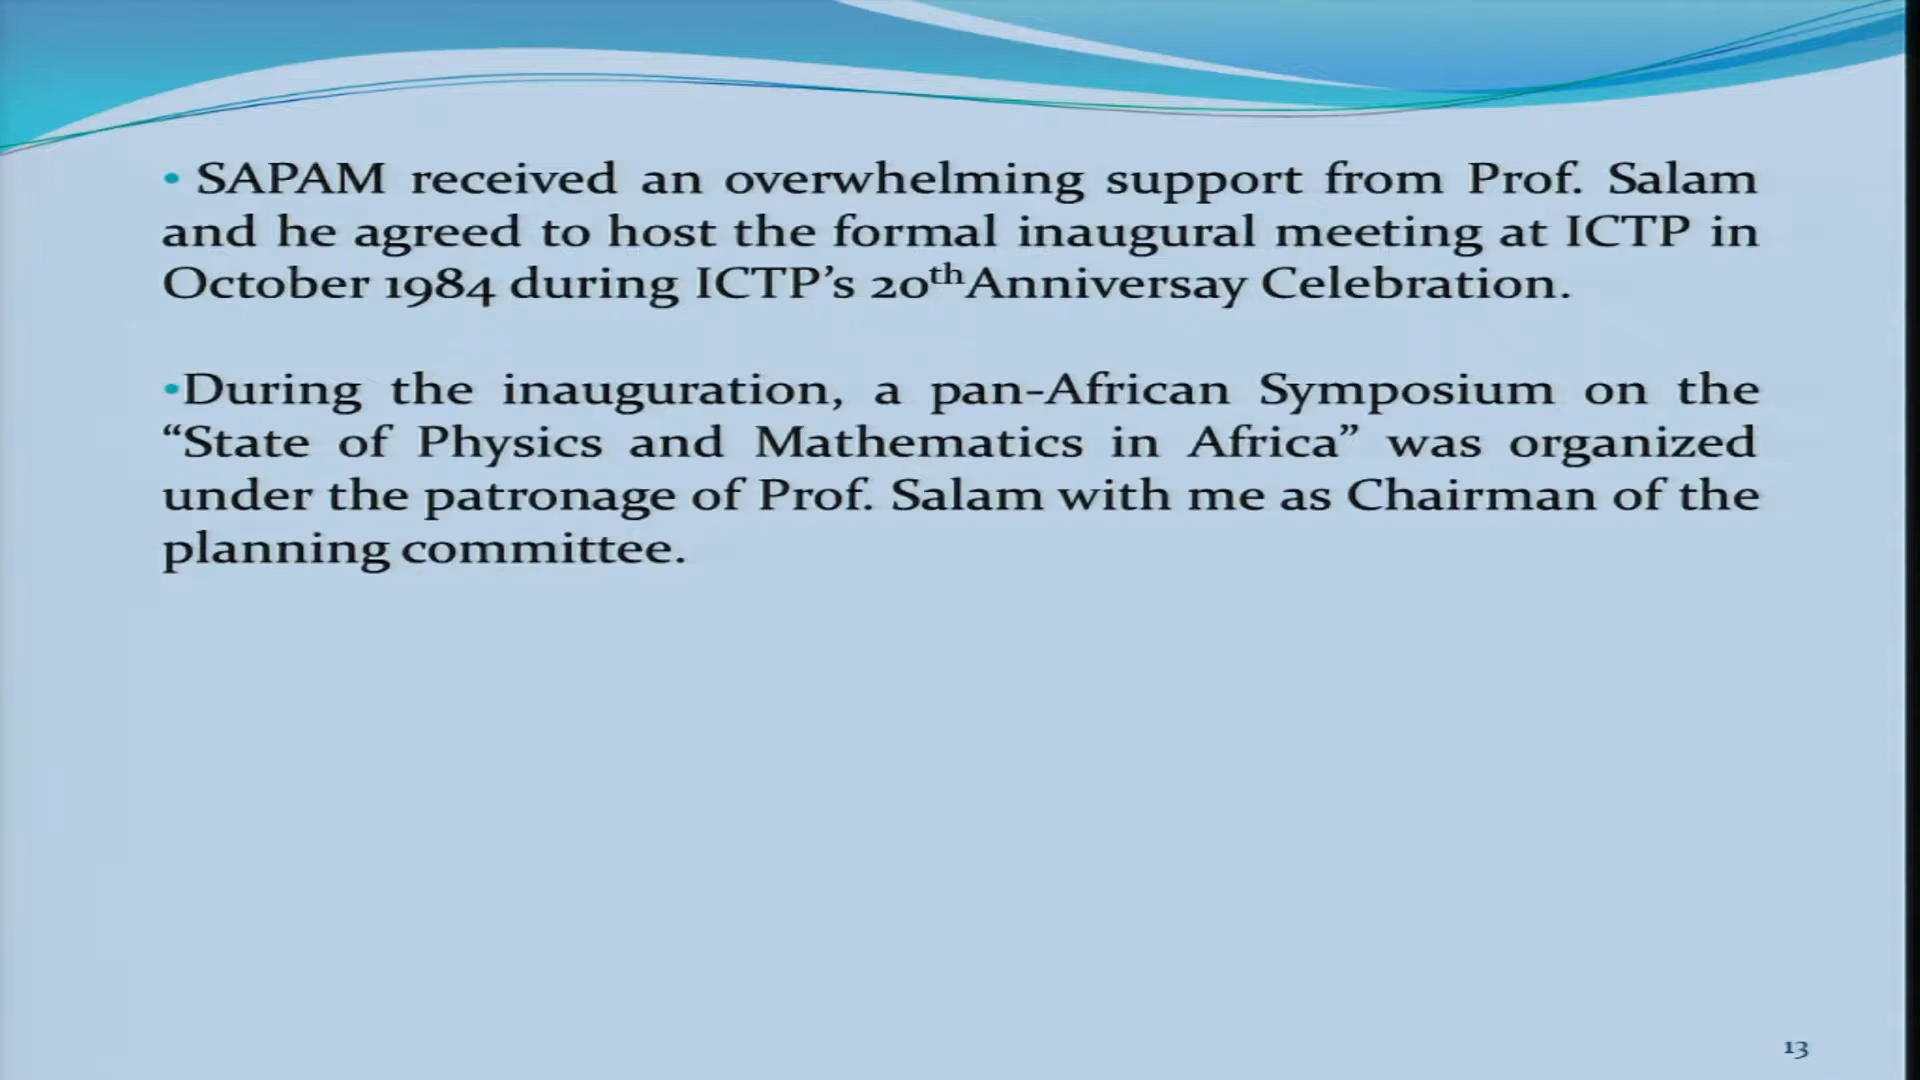 • SAPAM received an overwhelming support from Prof. Salam
and he agreed to host the formal inaugural meeting at ICTP in
October 1984 during ICTP’s 20thAnniversay Celebration.
•During the inauguration, a pan-African Symposium on the
“State of Physics and Mathematics in Africa” was organized
under the patronage of Prof. Salam with me as Chairman of the
planning committee.
13